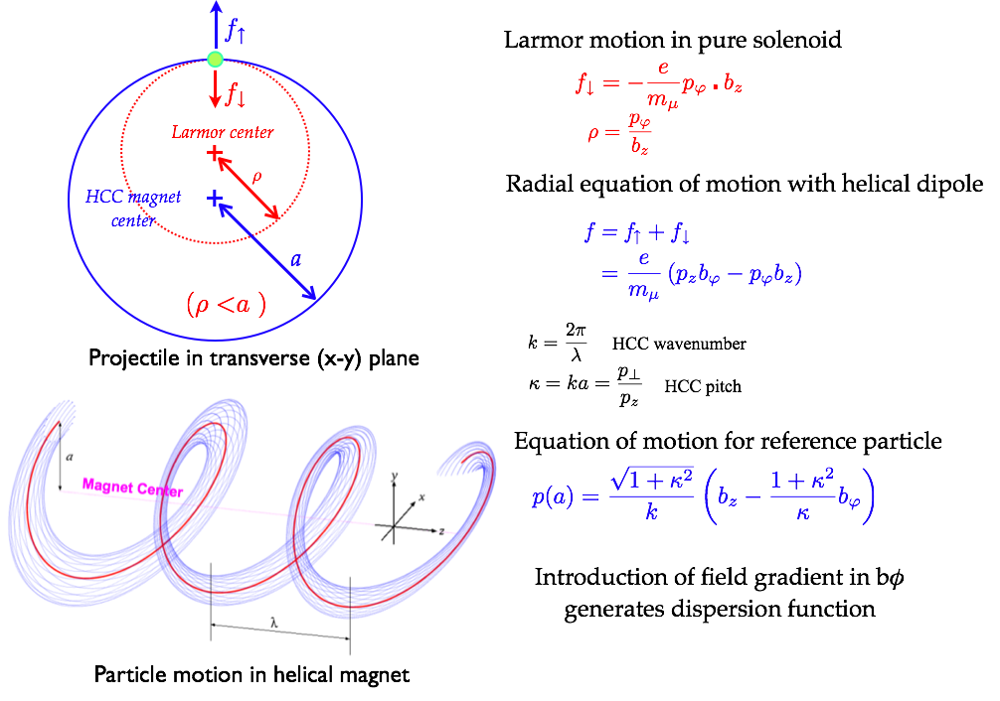 f↑
f↓
Larmor center
ρ
HCC magnet
center
a
(ρ < a )
Projectile in transverse (x-y) plane
a
Magnet Center
y
x
z
λ
Particle motion in helical magnet
Larmor motion in pure solenoid
f↓ = −e/m_μ p_φ . b_z
ρ = p_φ/b_z
Radial equation of motion with helical dipole
f = f↑ + f↓
= e/m_μ (p_z b_φ − p_φ b_z)
k = 2π/λ HCC wavenumber
κ = ka = p_⊥/p_z HCC pitch
Equation of motion for reference particle
p(a) = √(1 + κ²)/k (b_z − (1 + κ²)/κ b_φ)
Introduction of field gradient in bϕ
generates dispersion function